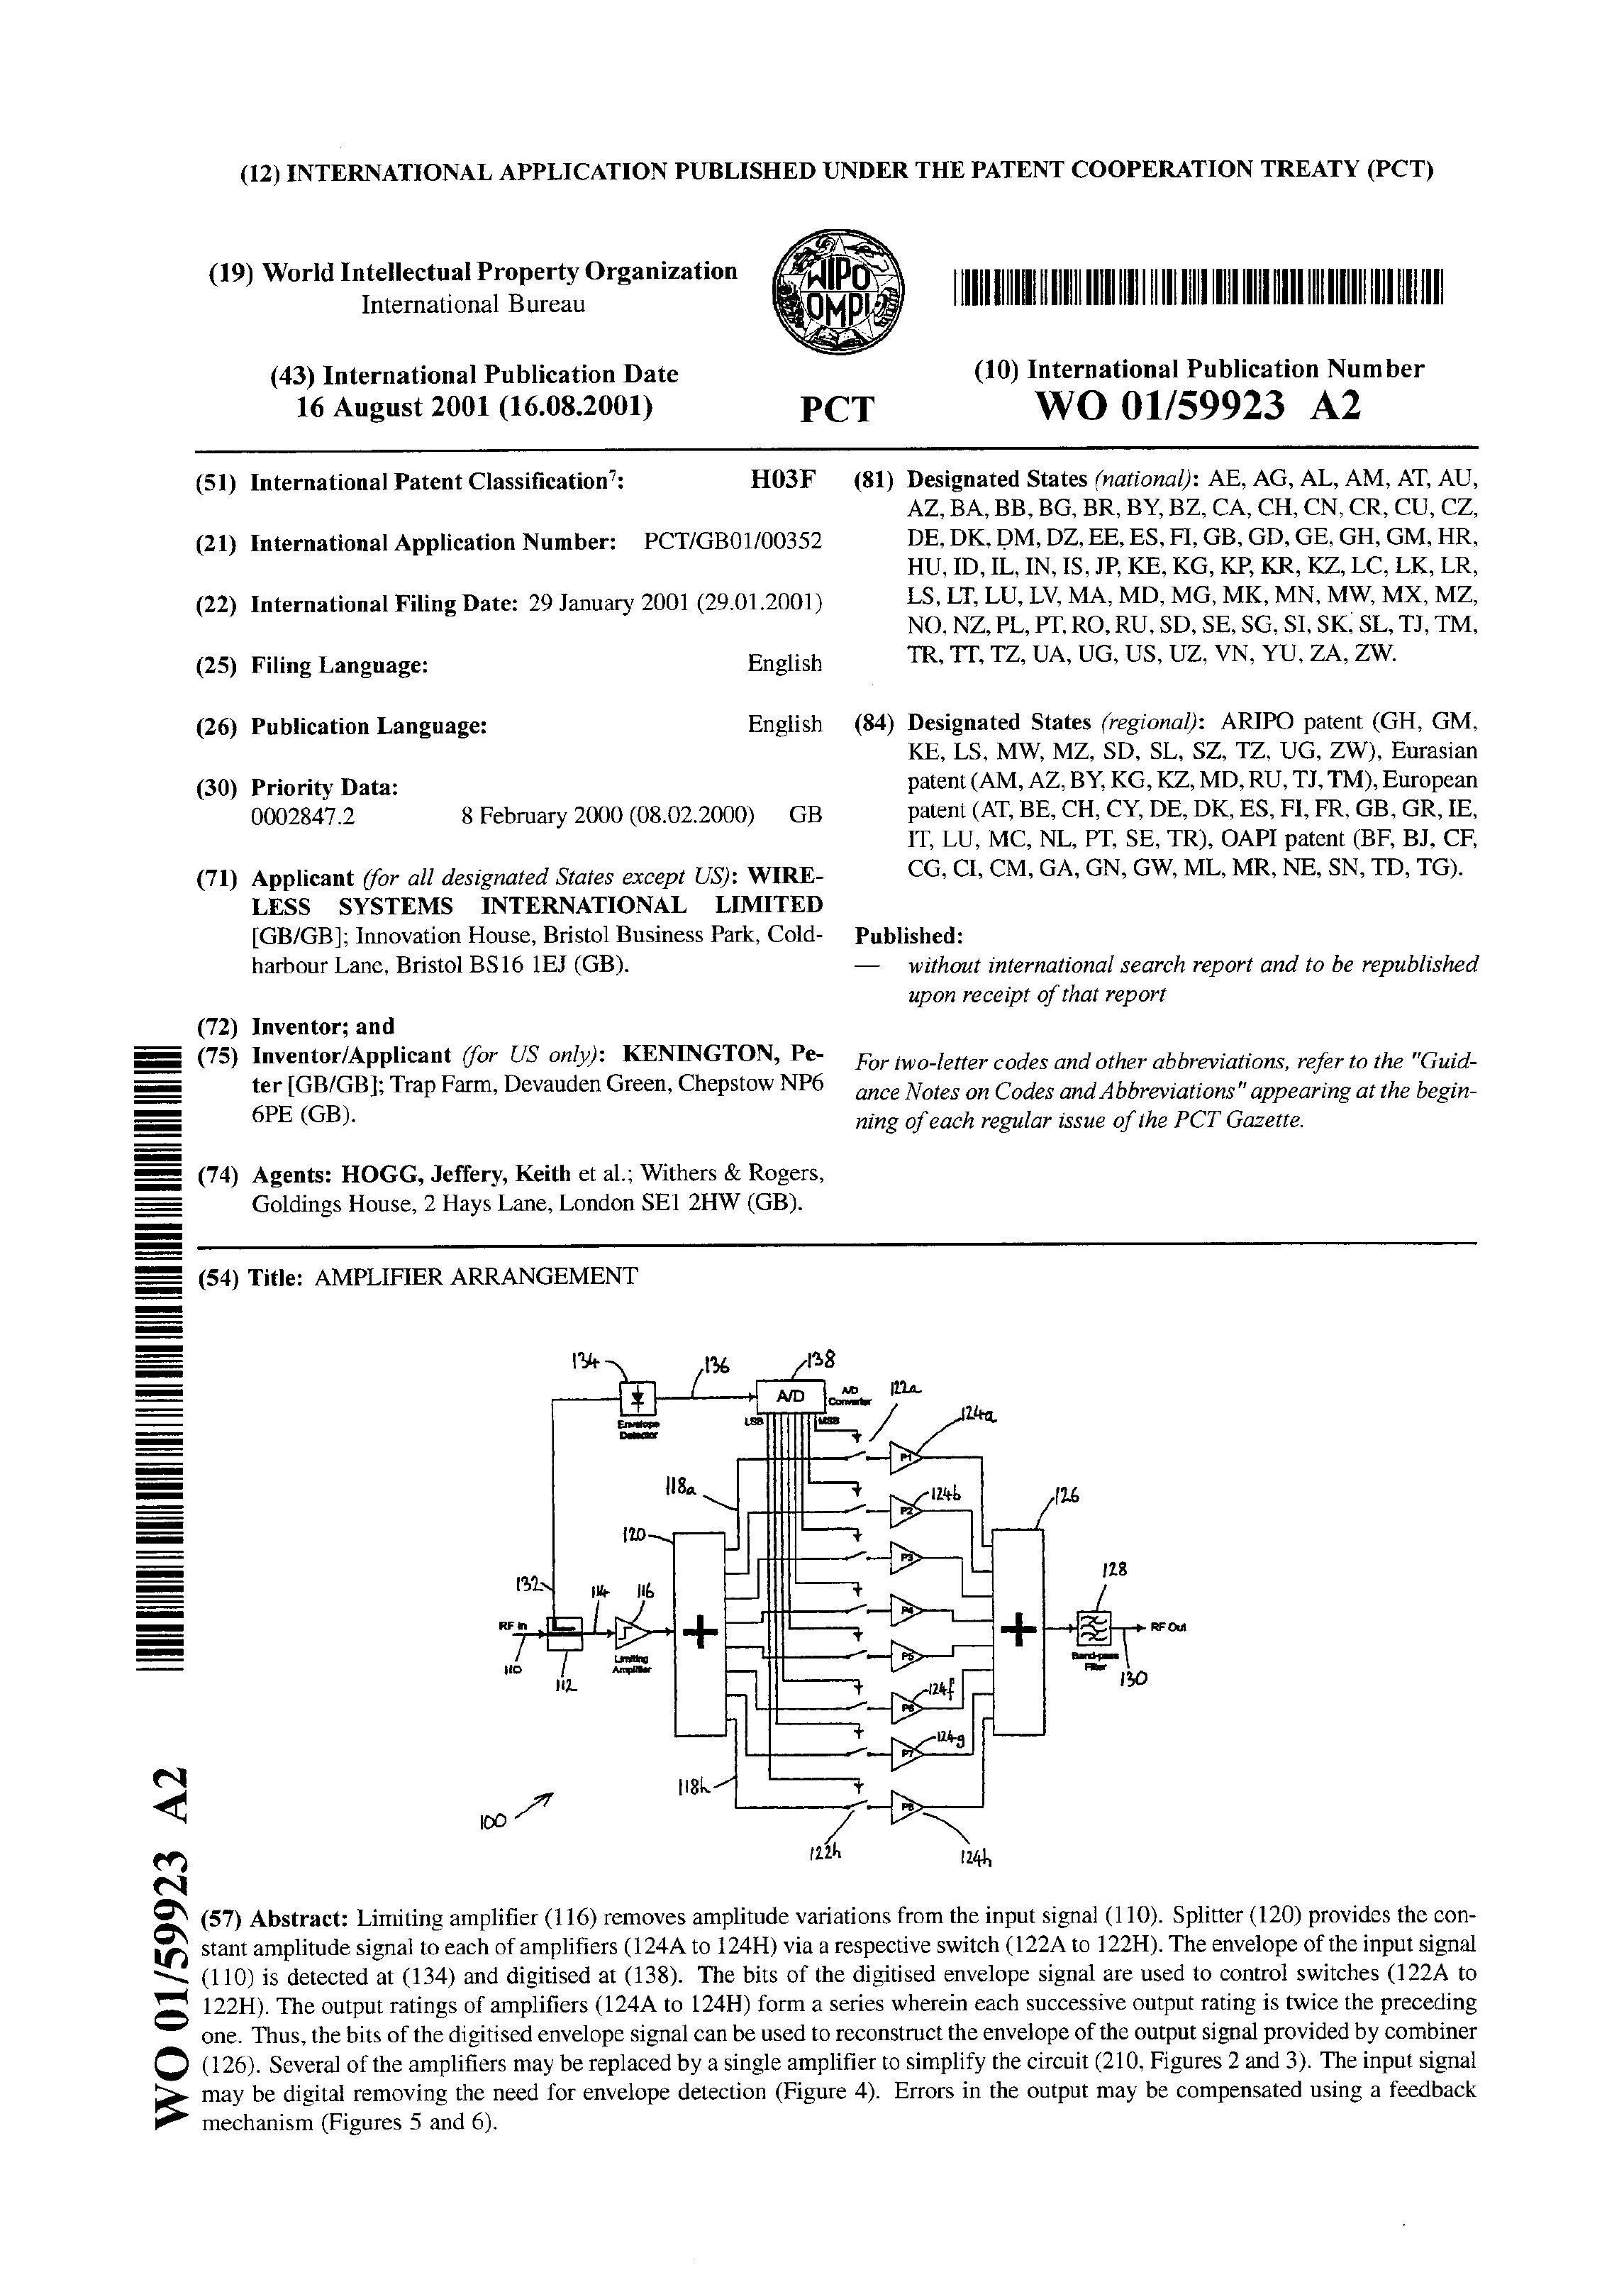 (12) INTERNATIONAL APPLICATION PUBLISHED UNDER THE PATENT COOPERATION TREATY (PCT)
(19) World Intellectual Property Organization
International Bureau
WIPO
OMPI
(43) International Publication Date
16 August 2001 (16.08.2001)
PCT
(10) International Publication Number
WO 01/59923 A2
(51) International Patent Classification7: H03F
(21) International Application Number: PCT/GB01/00352
(22) International Filing Date: 29 January 2001 (29.01.2001)
(25) Filing Language: English
(26) Publication Language: English
(30) Priority Data:
0002847.2 8 February 2000 (08.02.2000) GB
(71) Applicant (for all designated States except US): WIRE-
LESS SYSTEMS INTERNATIONAL LIMITED
[GB/GB]; Innovation House, Bristol Business Park, Cold-
harbour Lane, Bristol BS16 1EJ (GB).
(72) Inventor; and
(75) Inventor/Applicant (for US only): KENINGTON, Pe-
ter [GB/GB]; Trap Farm, Devauden Green, Chepstow NP6
6PE (GB).
(74) Agents: HOGG, Jeffery, Keith et al.; Withers & Rogers,
Goldings House, 2 Hays Lane, London SE1 2HW (GB).
(81) Designated States (national): AE, AG, AL, AM, AT, AU,
AZ, BA, BB, BG, BR, BY, BZ, CA, CH, CN, CR, CU, CZ,
DE, DK, DM, DZ, EE, ES, FI, GB, GD, GE, GH, GM, HR,
HU, ID, IL, IN, IS, JP, KE, KG, KP, KR, KZ, LC, LK, LR,
LS, LT, LU, LV, MA, MD, MG, MK, MN, MW, MX, MZ,
NO, NZ, PL, PT, RO, RU, SD, SE, SG, SI, SK, SL, TJ, TM,
TR, TT, TZ, UA, UG, US, UZ, VN, YU, ZA, ZW.
(84) Designated States (regional): ARIPO patent (GH, GM,
KE, LS, MW, MZ, SD, SL, SZ, TZ, UG, ZW), Eurasian
patent (AM, AZ, BY, KG, KZ, MD, RU, TJ, TM), European
patent (AT, BE, CH, CY, DE, DK, ES, FI, FR, GB, GR, IE,
IT, LU, MC, NL, PT, SE, TR), OAPI patent (BF, BJ, CF,
CG, CI, CM, GA, GN, GW, ML, MR, NE, SN, TD, TG).
Published:
— without international search report and to be republished
upon receipt of that report
For two-letter codes and other abbreviations, refer to the "Guid-
ance Notes on Codes and Abbreviations" appearing at the begin-
ning of each regular issue of the PCT Gazette.
(54) Title: AMPLIFIER ARRANGEMENT
134
136
138
A/D
A/D
Converter
122a
124a
Envelope
Detector
LSB
MSB
P1
118a
P2
124b
126
120
P3
128
132
114
116
P4
RF In
+
+
RF Out
Limiting
Amplifier
P5
Band-pass
Filter
110
112
130
P6
124f
P7
124g
118h
P8
100
122h
124h
(57) Abstract: Limiting amplifier (116) removes amplitude variations from the input signal (110). Splitter (120) provides the con-
stant amplitude signal to each of amplifiers (124A to 124H) via a respective switch (122A to 122H). The envelope of the input signal
(110) is detected at (134) and digitised at (138). The bits of the digitised envelope signal are used to control switches (122A to
122H). The output ratings of amplifiers (124A to 124H) form a series wherein each successive output rating is twice the preceding
one. Thus, the bits of the digitised envelope signal can be used to reconstruct the envelope of the output signal provided by combiner
(126). Several of the amplifiers may be replaced by a single amplifier to simplify the circuit (210, Figures 2 and 3). The input signal
may be digital removing the need for envelope detection (Figure 4). Errors in the output may be compensated using a feedback
mechanism (Figures 5 and 6).
WO 01/59923 A2